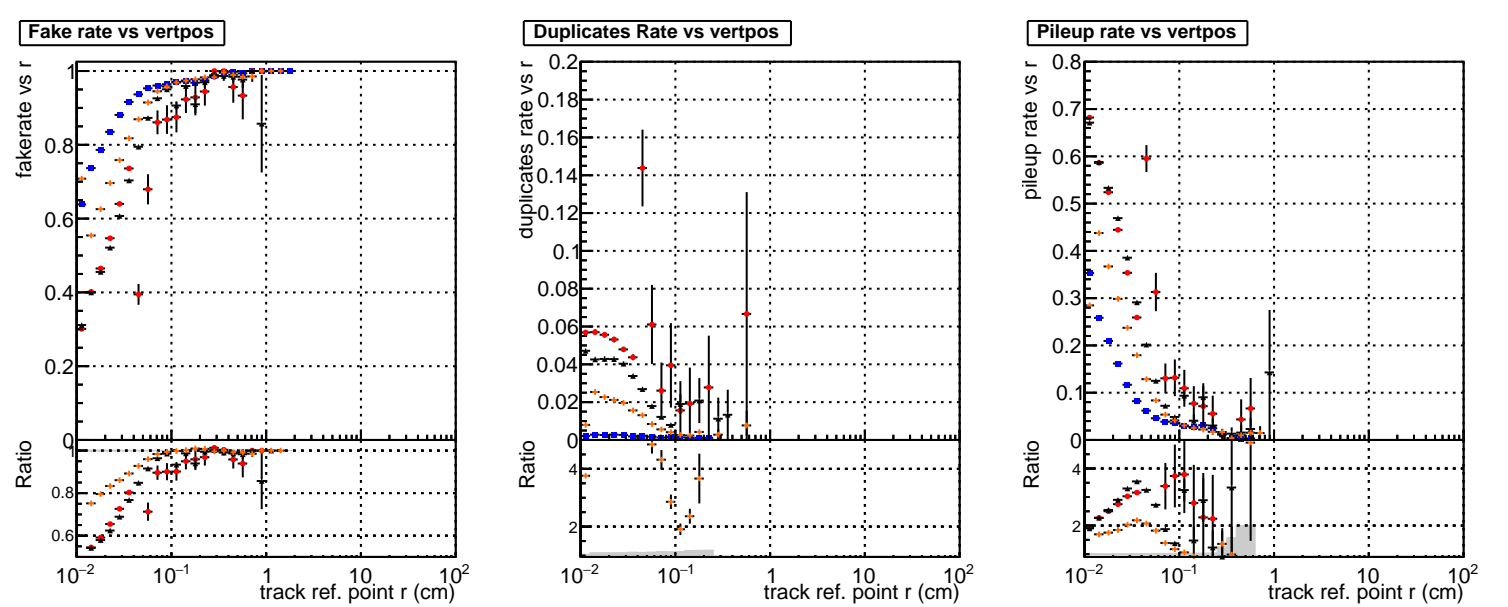 Fake rate vs vertpos
fakerate vs r
1
0.8
0.6
0.4
0.2
0
Ratio
1
0.8
0.6
10⁻² 10⁻¹ 1 10 10²
track ref. point r (cm)
Duplicates Rate vs vertpos
duplicates rate vs r
0.2
0.18
0.16
0.14
0.12
0.1
0.08
0.06
0.04
0.02
0
Ratio
4
2
10⁻² 10⁻¹ 1 10 10²
track ref. point r (cm)
Pileup rate vs vertpos
pileup rate vs r
0.8
0.7
0.6
0.5
0.4
0.3
0.2
0.1
0
Ratio
4
2
10⁻² 10⁻¹ 1 10 10²
track ref. point r (cm)